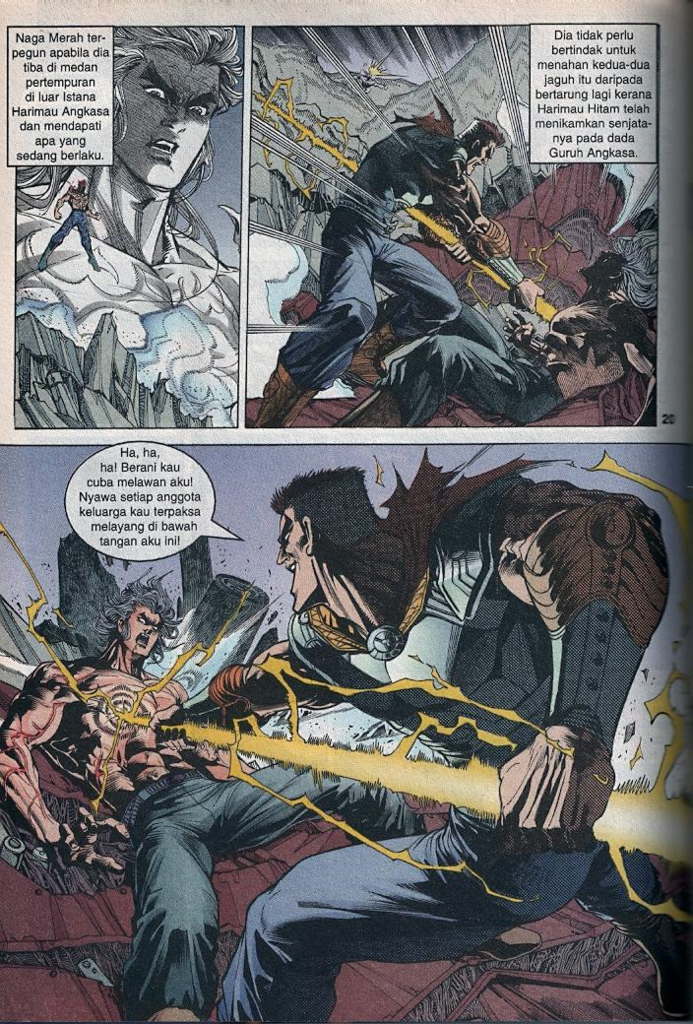 Naga Merah ter-
pegun apabila dia
tiba di medan
pertempuran
di luar Istana
Harimau Angkasa
dan mendapati
apa yang
sedang berlaku.
Dia tidak perlu
bertindak untuk
menahan kedua-dua
jaguh itu daripada
bertarung lagi kerana
Harimau Hitam telah
menikamkan senjata-
nya pada dada
Guruh Angkasa.
20
Ha, ha,
ha! Berani kau
cuba melawan aku!
Nyawa setiap anggota
keluarga kau terpaksa
melayang di bawah
tangan aku ini!